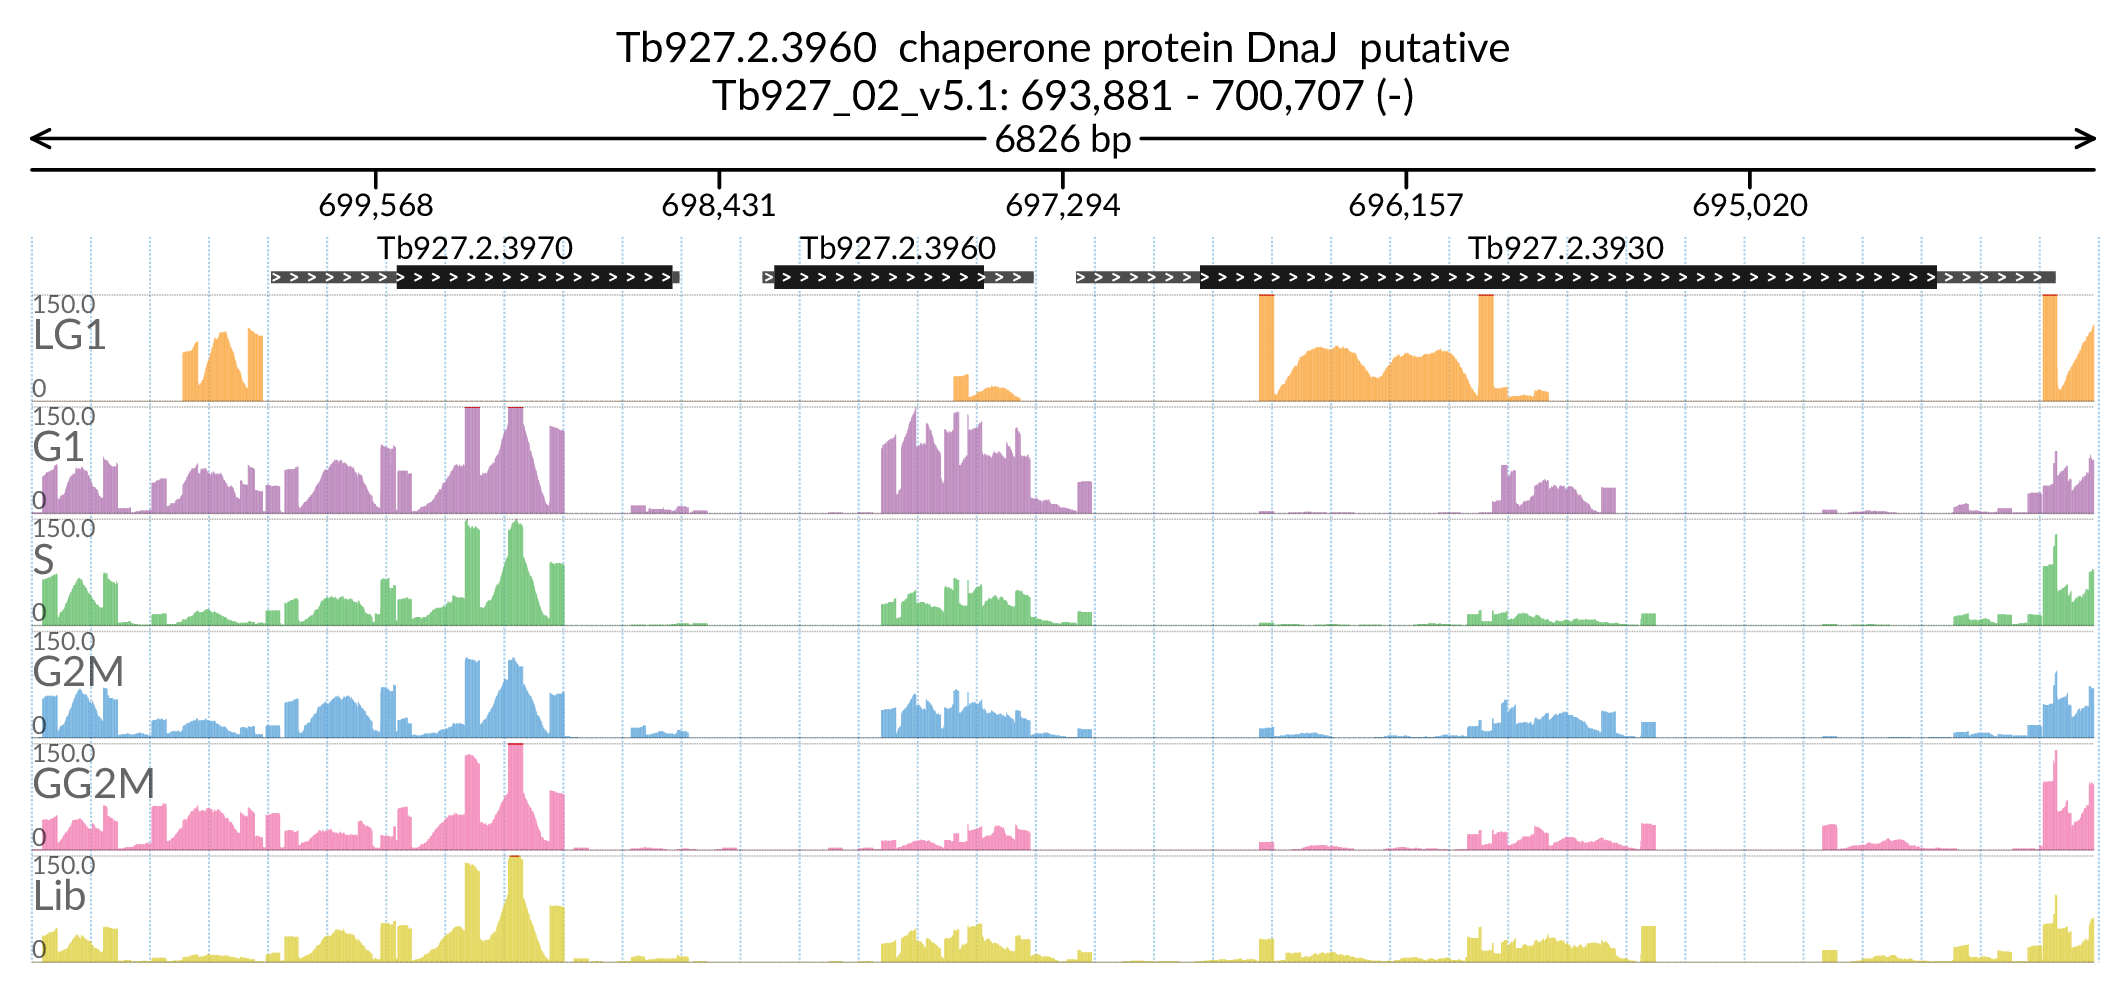 Tb927.2.3960 chaperone protein DnaJ putative
Tb927_02_v5.1: 693,881 - 700,707 (-)
6826 bp
699,568 698,431 697,294 696,157 695,020
Tb927.2.3970 Tb927.2.3960 Tb927.2.3930
150.0
LG1
0
150.0
G1
0
150.0
S
0
150.0
G2M
0
150.0
GG2M
0
150.0
Lib
0